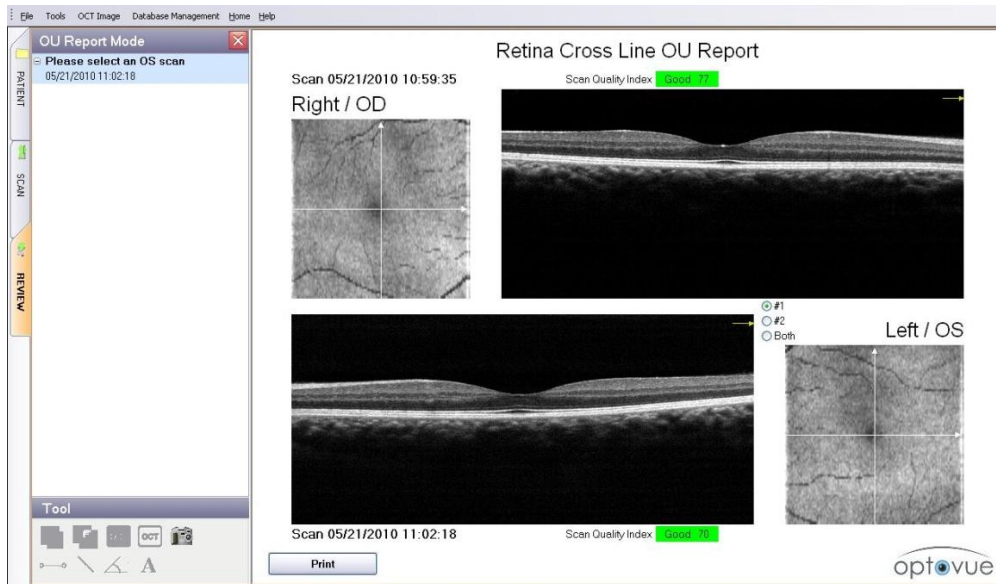 File Tools OCT Image Database Management Home Help
PATIENT
SCAN
REVIEW
OU Report Mode
Please select an OS scan
05/21/2010 11:02:18
Tool
OCT
A
Retina Cross Line OU Report
Scan 05/21/2010 10:59:35
Scan Quality Index Good 77
Right / OD
#1
#2
Both
Left / OS
Scan 05/21/2010 11:02:18
Scan Quality Index Good 70
Print
optovue